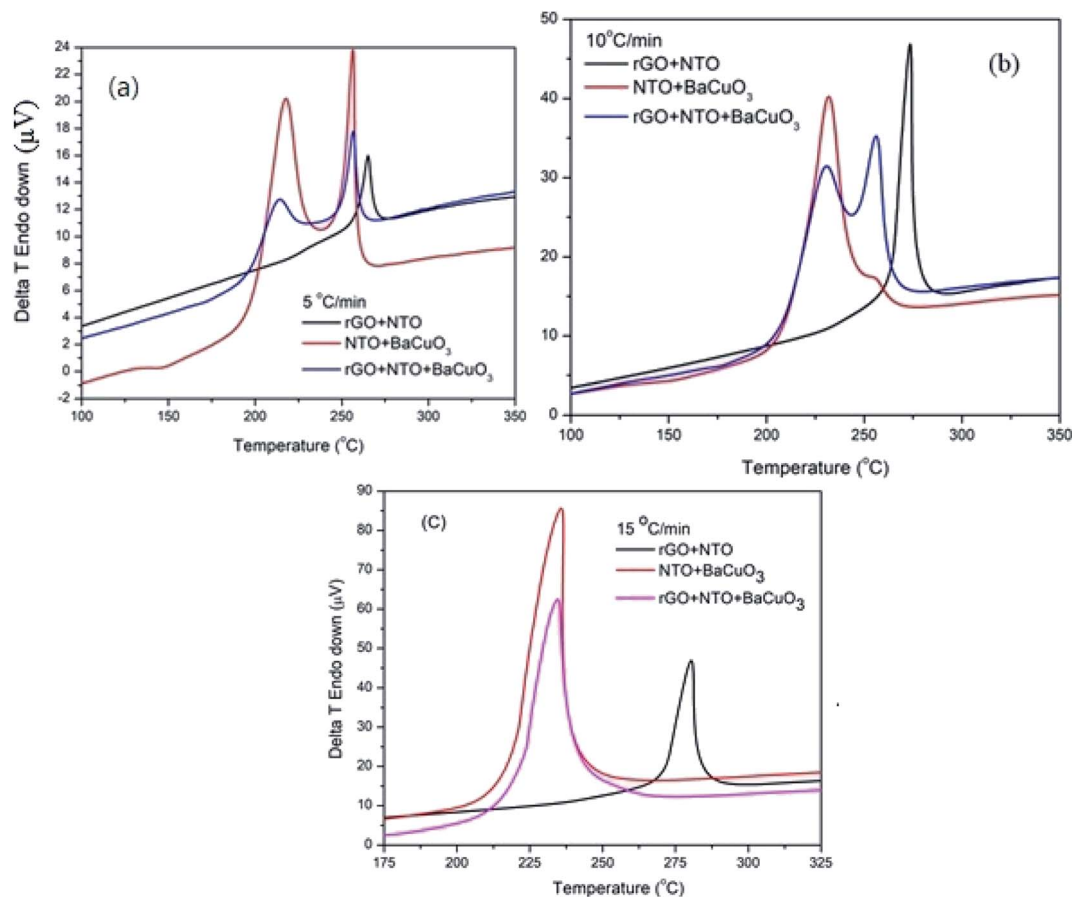 (a)
Delta T Endo down (μV)
24
22
20
18
16
14
12
10
8
6
4
2
0
-2
5 °C/min
rGO+NTO
NTO+BaCuO₃
rGO+NTO+BaCuO₃
100 150 200 250 300 350
Temperature (°C)
(b)
50
40
30
20
10
0
10°C/min
rGO+NTO
NTO+BaCuO₃
rGO+NTO+BaCuO₃
100 150 200 250 300 350
Temperature (°C)
(C)
Delta T Endo down (μV)
90
80
70
60
50
40
30
20
10
0
15 °C/min
rGO+NTO
NTO+BaCuO₃
rGO+NTO+BaCuO₃
175 200 225 250 275 300 325
Temperature (°C)